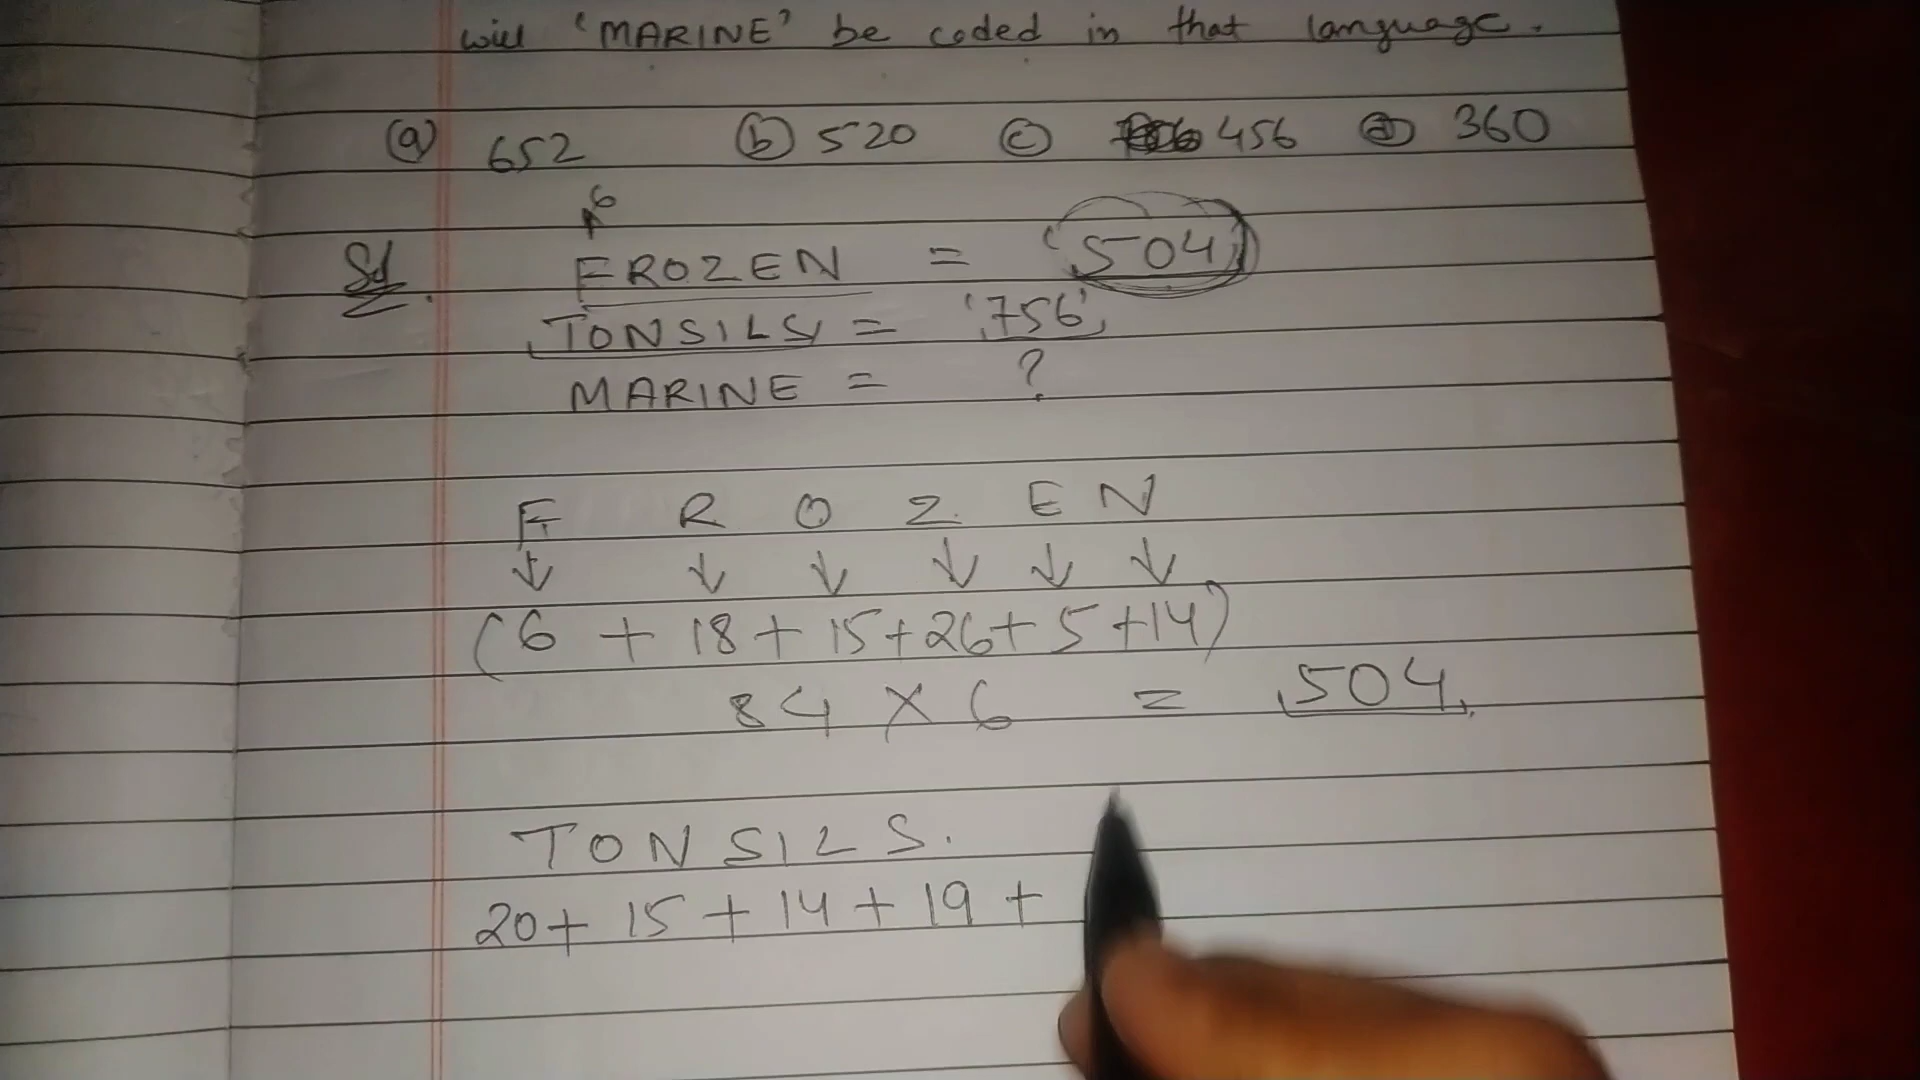 will 'MARINE' be coded in that language.
(a) 652 (b) 520 (c) 456 (d) 360
6
Sol. FROZEN = '504'
TONSILS = '756'
MARINE = ?
F R O Z E N
↓ ↓ ↓ ↓ ↓ ↓
(6 + 18 + 15 + 26 + 5 + 14)
84 × 6 = 504
TONSILS.
20 + 15 + 14 + 19 +